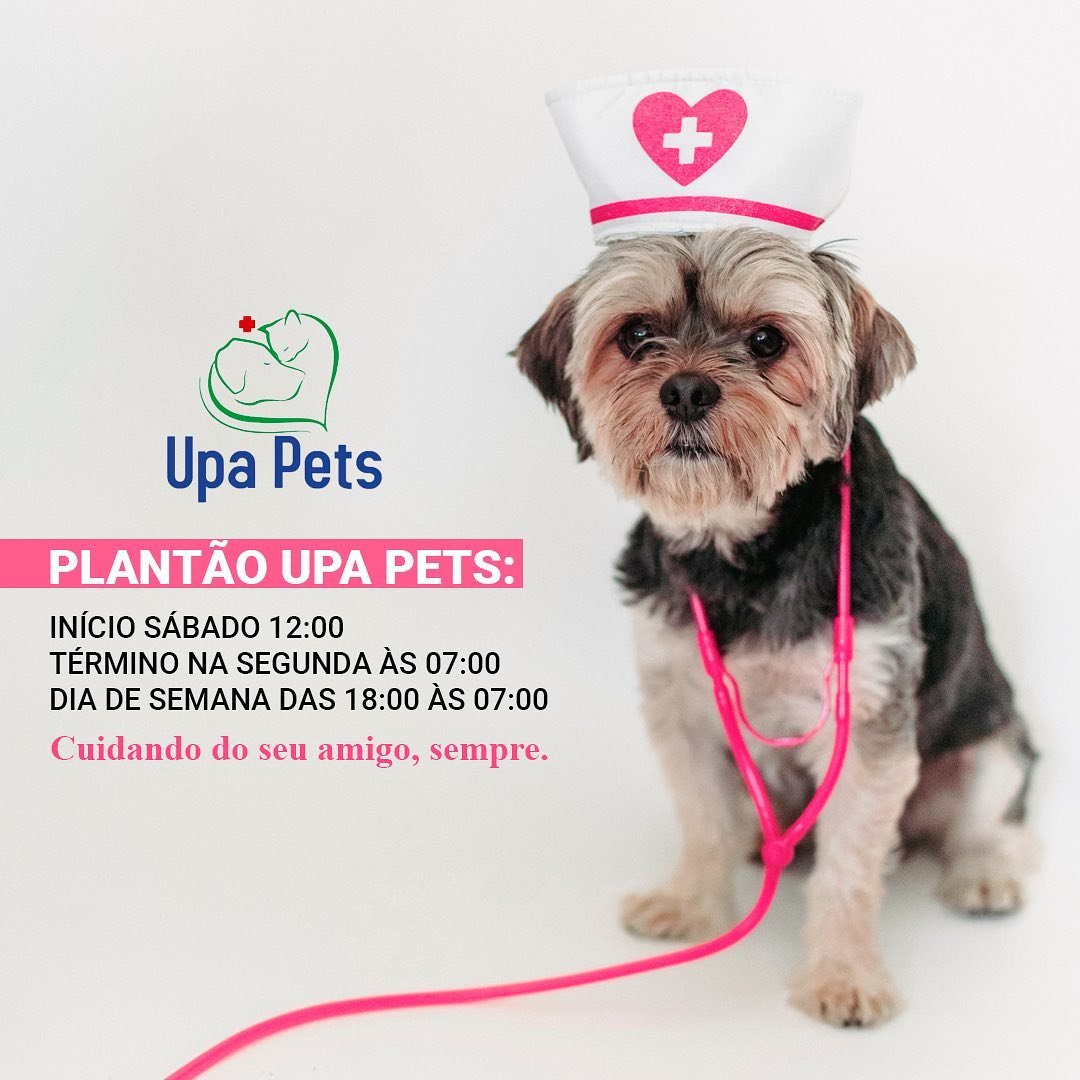 Upa Pets
PLANTÃO UPA PETS:
INÍCIO SÁBADO 12:00
TÉRMINO NA SEGUNDA ÀS 07:00
DIA DE SEMANA DAS 18:00 ÀS 07:00
Cuidando do seu amigo, sempre.